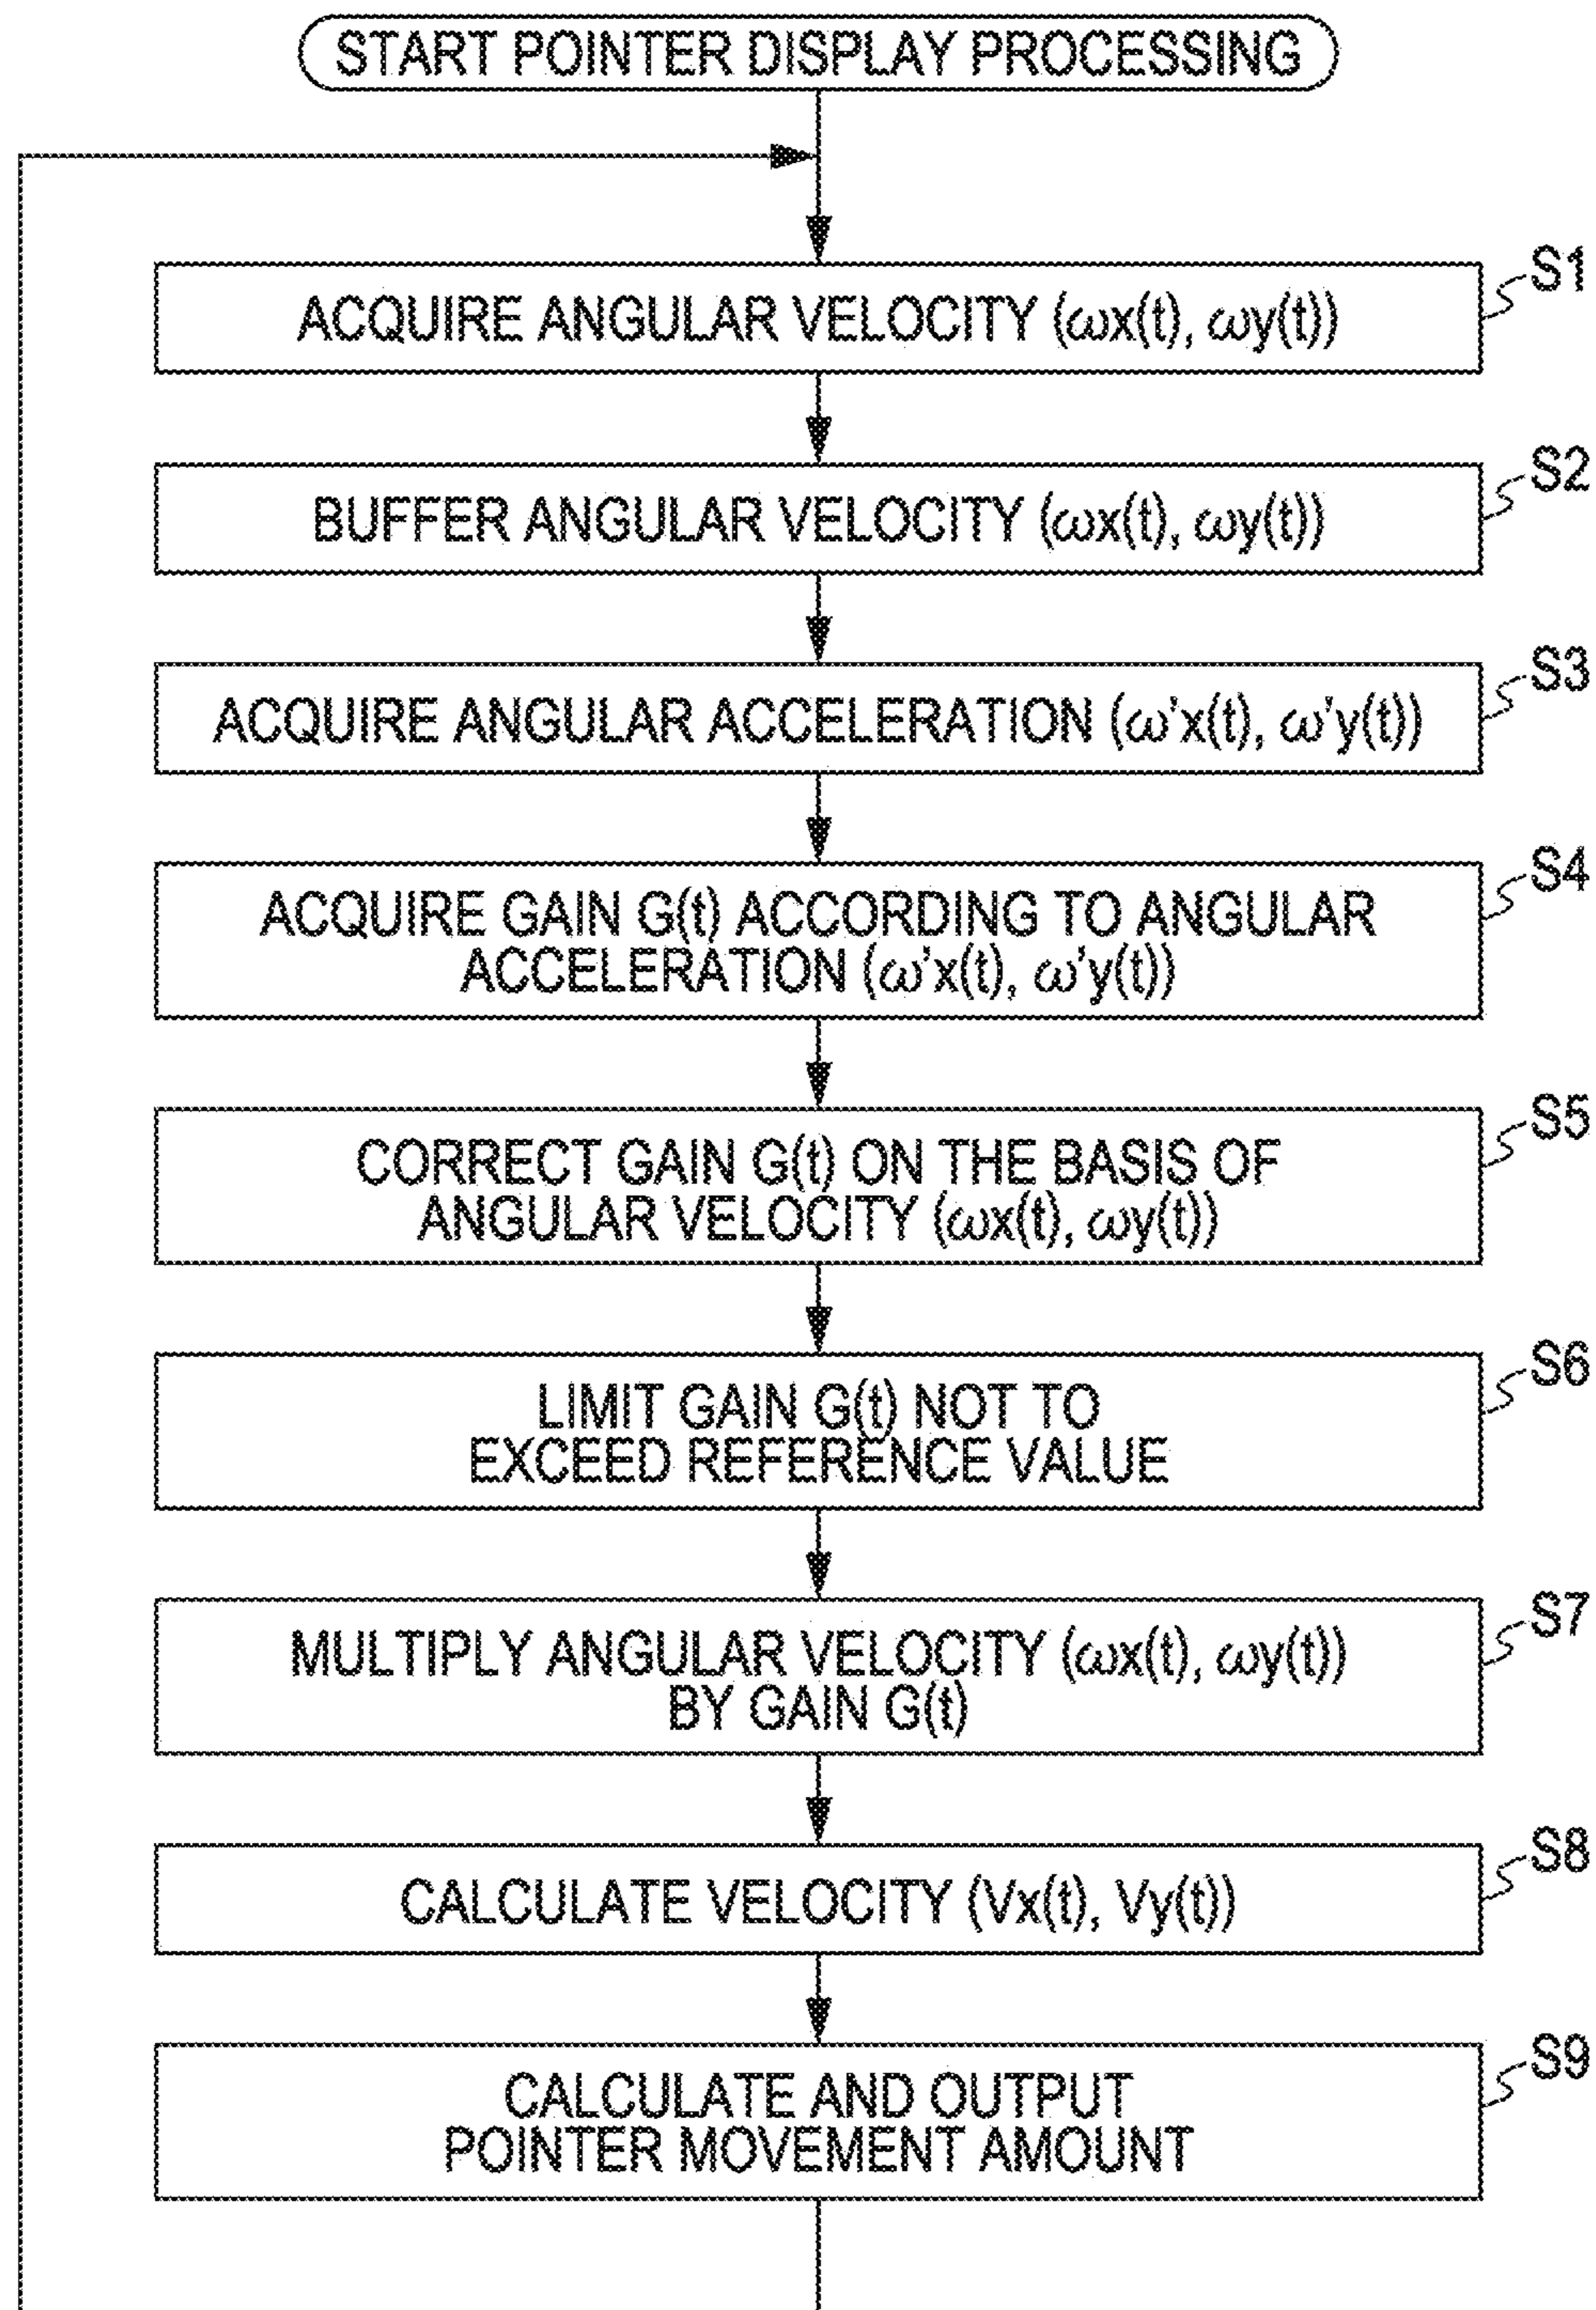 START POINTER DISPLAY PROCESSING
S1
ACQUIRE ANGULAR VELOCITY (ωx(t), ωy(t))
S2
BUFFER ANGULAR VELOCITY (ωx(t), ωy(t))
S3
ACQUIRE ANGULAR ACCELERATION (ω'x(t), ω'y(t))
S4
ACQUIRE GAIN G(t) ACCORDING TO ANGULAR
ACCELERATION (ω'x(t), ω'y(t))
S5
CORRECT GAIN G(t) ON THE BASIS OF
ANGULAR VELOCITY (ωx(t), ωy(t))
S6
LIMIT GAIN G(t) NOT TO
EXCEED REFERENCE VALUE
S7
MULTIPLY ANGULAR VELOCITY (ωx(t), ωy(t))
BY GAIN G(t)
S8
CALCULATE VELOCITY (Vx(t), Vy(t))
S9
CALCULATE AND OUTPUT
POINTER MOVEMENT AMOUNT